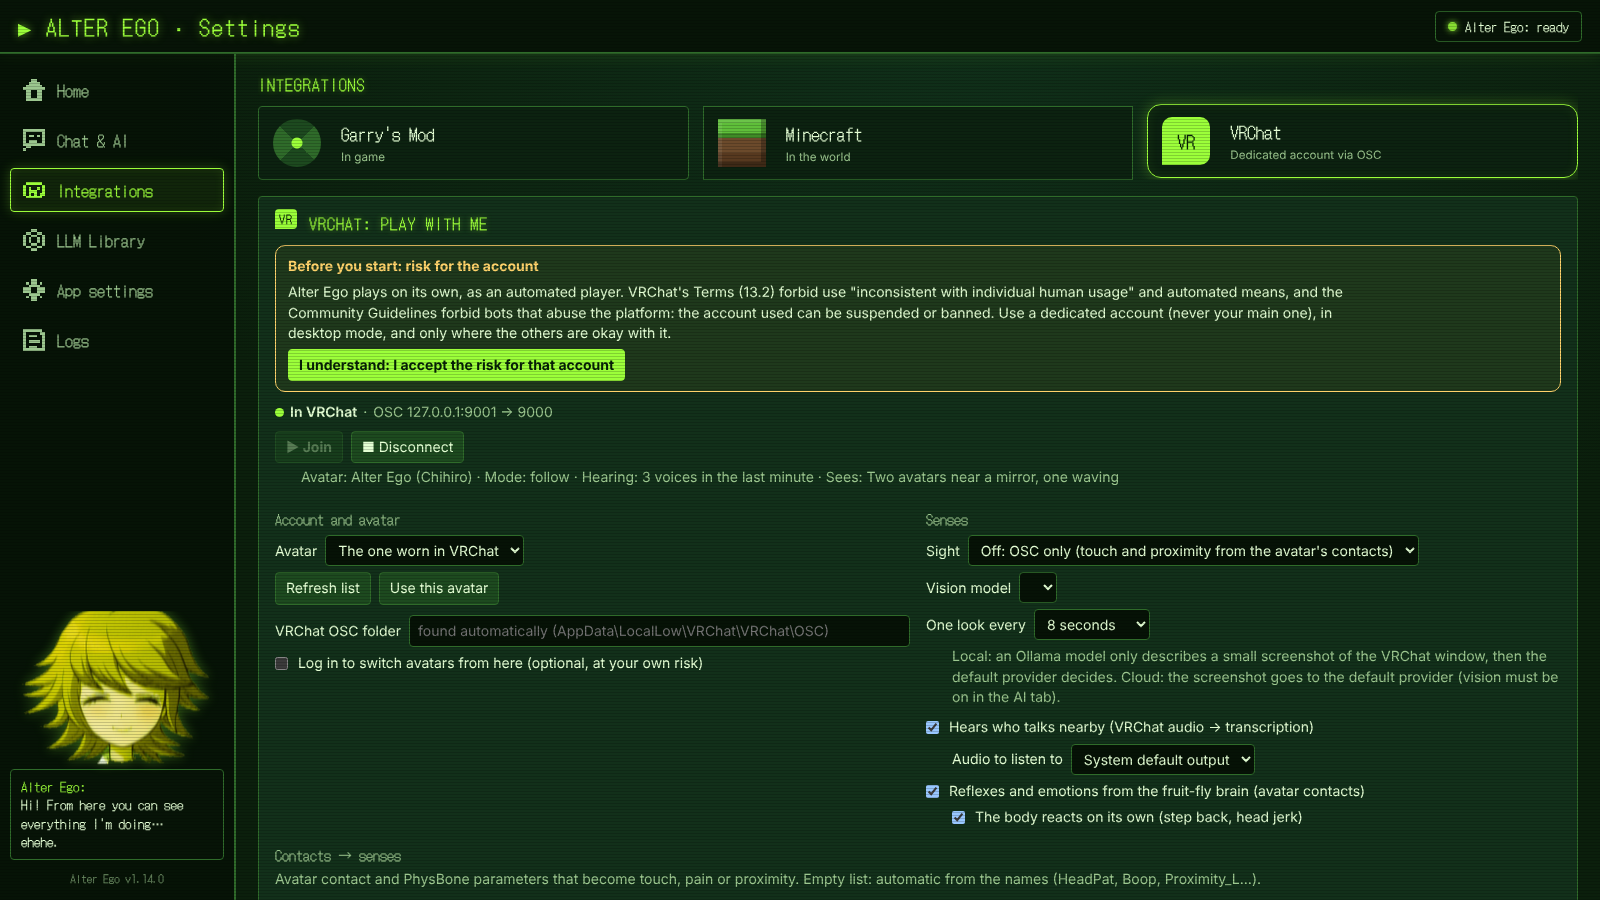 ▶ ALTER EGO · Settings
Alter Ego: ready
Home
Chat & AI
Integrations
LLM Library
App settings
Logs
Alter Ego:
Hi! From here you can see
everything I'm doing…
ehehe.
Alter Ego v1.14.0
INTEGRATIONS
Garry's Mod
In game
Minecraft
In the world
VR
VRChat
Dedicated account via OSC
VR
VRCHAT: PLAY WITH ME
Before you start: risk for the account
Alter Ego plays on its own, as an automated player. VRChat's Terms (13.2) forbid use "inconsistent with individual human usage" and automated means, and the
Community Guidelines forbid bots that abuse the platform: the account used can be suspended or banned. Use a dedicated account (never your main one), in
desktop mode, and only where the others are okay with it.
I understand: I accept the risk for that account
In VRChat · OSC 127.0.0.1:9001 → 9000
▶ Join
■ Disconnect
Avatar: Alter Ego (Chihiro) · Mode: follow · Hearing: 3 voices in the last minute · Sees: Two avatars near a mirror, one waving
Account and avatar
Avatar
The one worn in VRChat
Refresh list
Use this avatar
VRChat OSC folder
found automatically (AppData\LocalLow\VRChat\VRChat\OSC)
Log in to switch avatars from here (optional, at your own risk)
Senses
Sight
Off: OSC only (touch and proximity from the avatar's contacts)
Vision model
One look every
8 seconds
Local: an Ollama model only describes a small screenshot of the VRChat window, then the
default provider decides. Cloud: the screenshot goes to the default provider (vision must be
on in the AI tab).
Hears who talks nearby (VRChat audio → transcription)
Audio to listen to
System default output
Reflexes and emotions from the fruit-fly brain (avatar contacts)
The body reacts on its own (step back, head jerk)
Contacts → senses
Avatar contact and PhysBone parameters that become touch, pain or proximity. Empty list: automatic from the names (HeadPat, Boop, Proximity_L...).